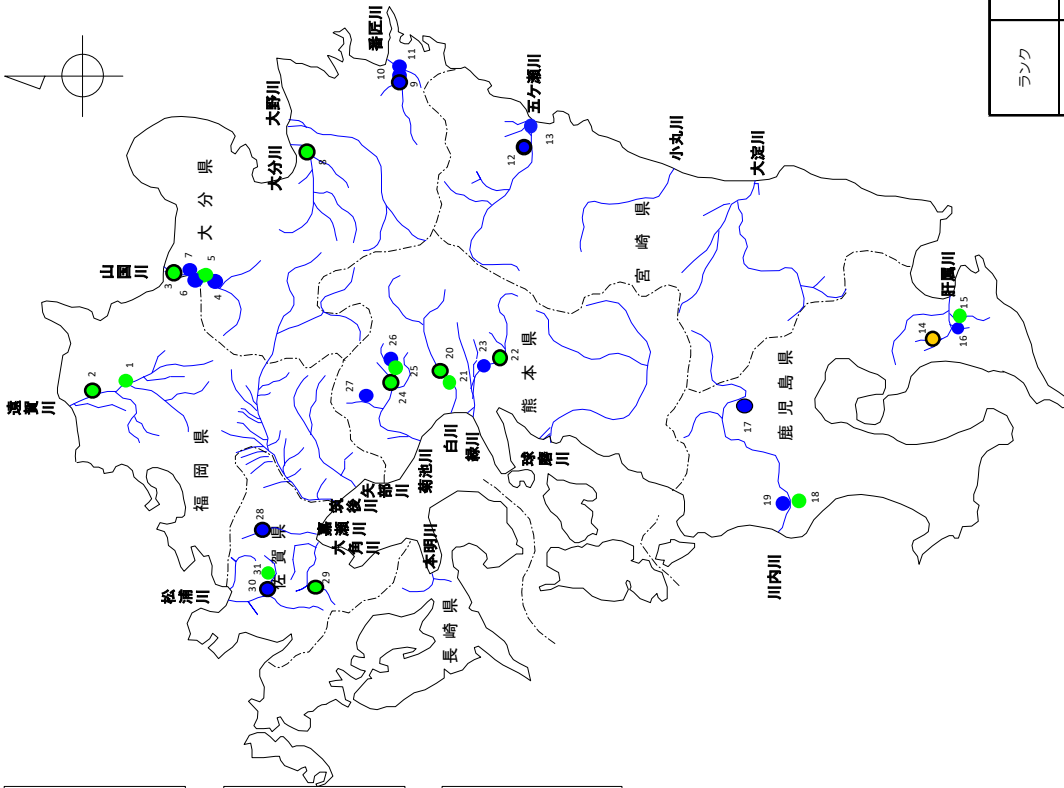 遠賀川
2
1
福岡県
山国川
3
7
6
5
4
大分県
大分川
大野川
8
番匠川
10
11
9
五ケ瀬川
12
13
小丸川
大淀川
宮崎県
肝属川
14
15
16
鹿児島県
17
19
18
川内川
熊本県
20
21
23
22
26
25
24
27
白川
緑川
球磨川
菊池川
矢部川
筑後川
嘉瀬川
六角川
本明川
佐賀県
28
29
30
31
松浦川
長崎県
ランク